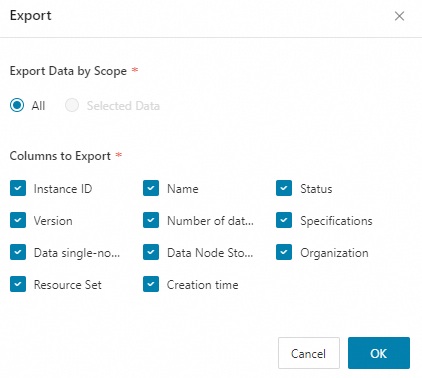 Export
Export Data by Scope *
All Selected Data
Columns to Export *
Instance ID Name Status
Version Number of dat... Specifications
Data single-no... Data Node Sto... Organization
Resource Set Creation time
Cancel OK